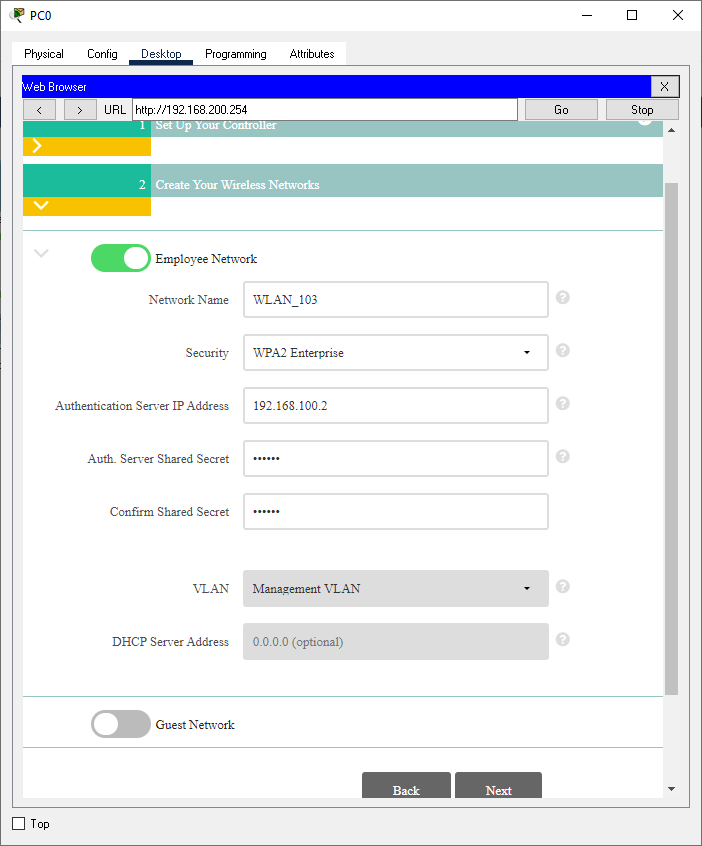 PC0
Physical Config Desktop Programming Attributes
Web Browser X
< > URL http://192.168.200.254 Go Stop
1 Set Up Your Controller
2 Create Your Wireless Networks
Employee Network
Network Name WLAN_103 ?
Security WPA2 Enterprise ?
Authentication Server IP Address 192.168.100.2 ?
Auth. Server Shared Secret •••••• ?
Confirm Shared Secret ••••••
VLAN Management VLAN ?
DHCP Server Address 0.0.0.0 (optional) ?
Guest Network
Back Next
Top